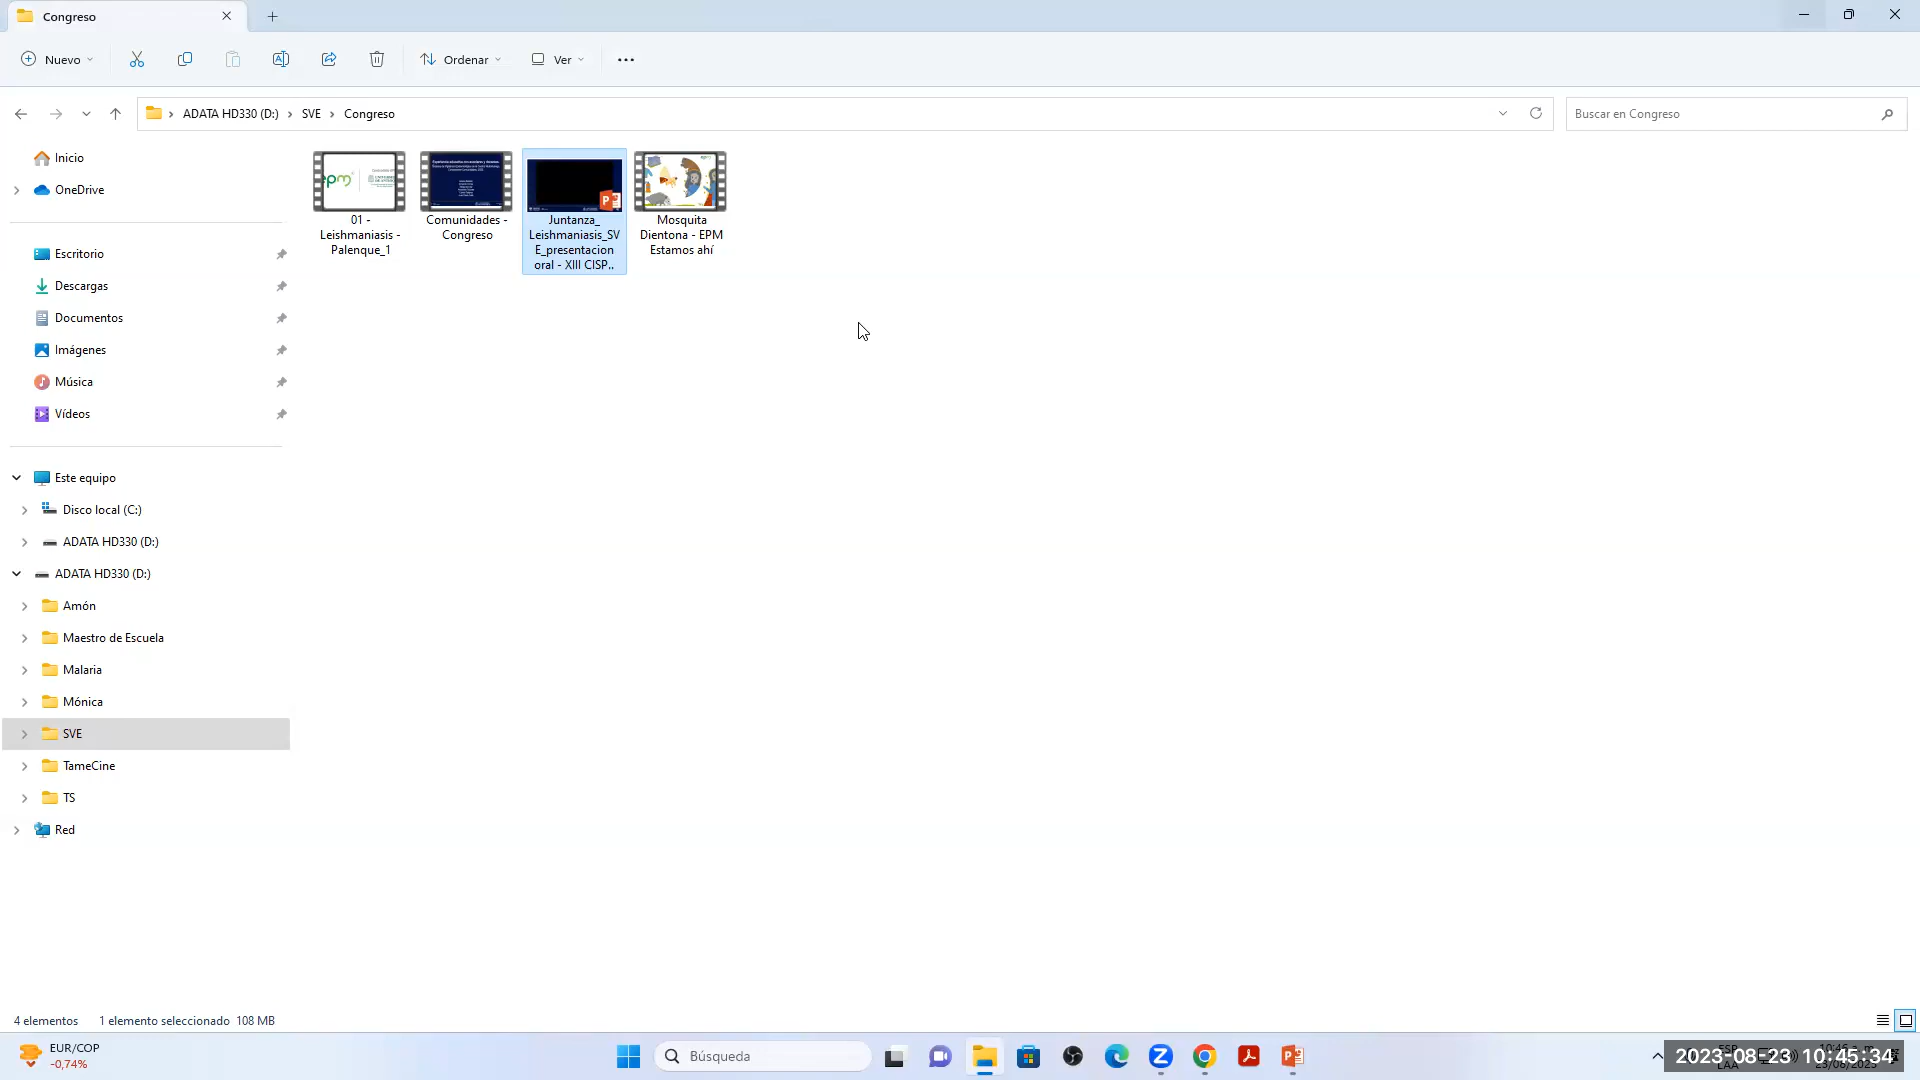 Congreso
Nuevo
Ordenar
Ver
ADATA HD330 (D:)
SVE
Congreso
Buscar en Congreso
Inicio
OneDrive
Escritorio
Descargas
Documentos
Imágenes
Música
Vídeos
Este equipo
Disco local (C:)
ADATA HD330 (D:)
ADATA HD330 (D:)
Amón
Maestro de Escuela
Malaria
Mónica
SVE
TameCine
TS
Red
epm
01 -
Leishmaniasis -
Palenque_1
Comunidades -
Congreso
Juntanza_
Leishmaniasis_SV
E_presentacion
oral - XIII CISP..
Mosquita
Dientona - EPM
Estamos ahí
4 elementos
1 elemento seleccionado 108 MB
EUR/COP
-0,74%
Búsqueda
2023-08-23 10:45:34